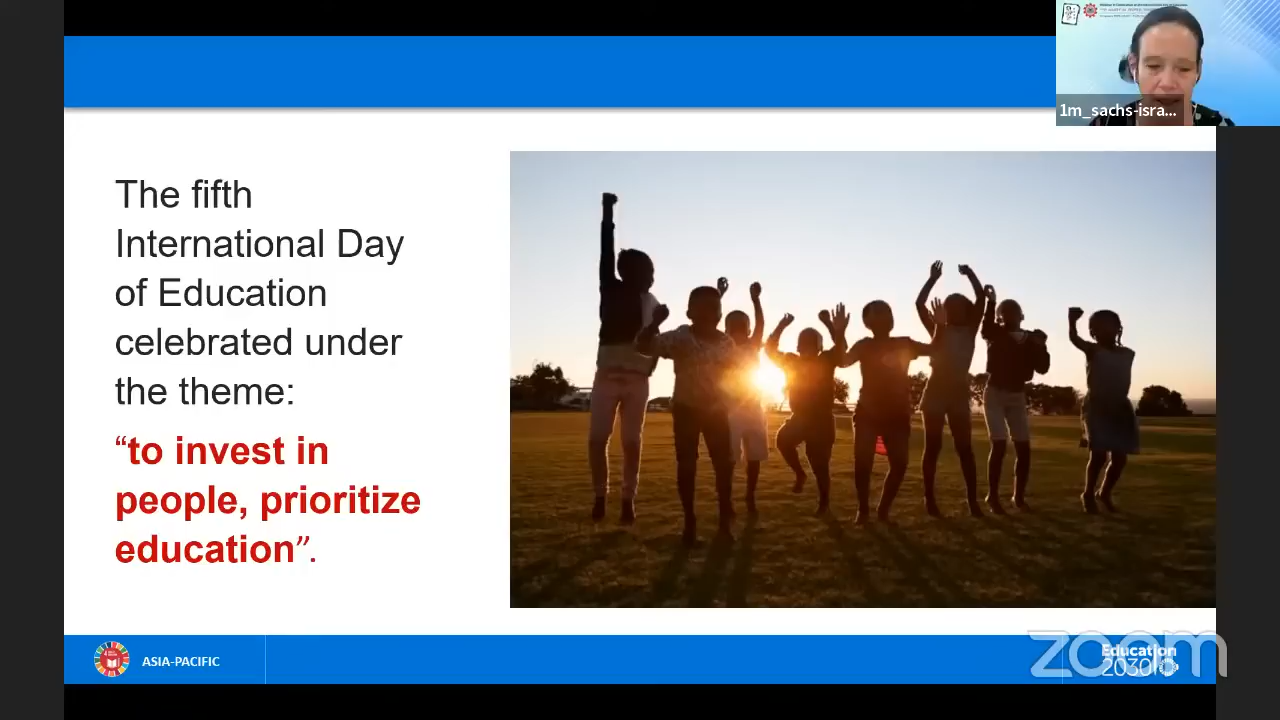 1m_sachs-isra...
The fifth
International Day
of Education
celebrated under
the theme:
“to invest in
people, prioritize
education”.
ASIA-PACIFIC
Education
2030
zoom